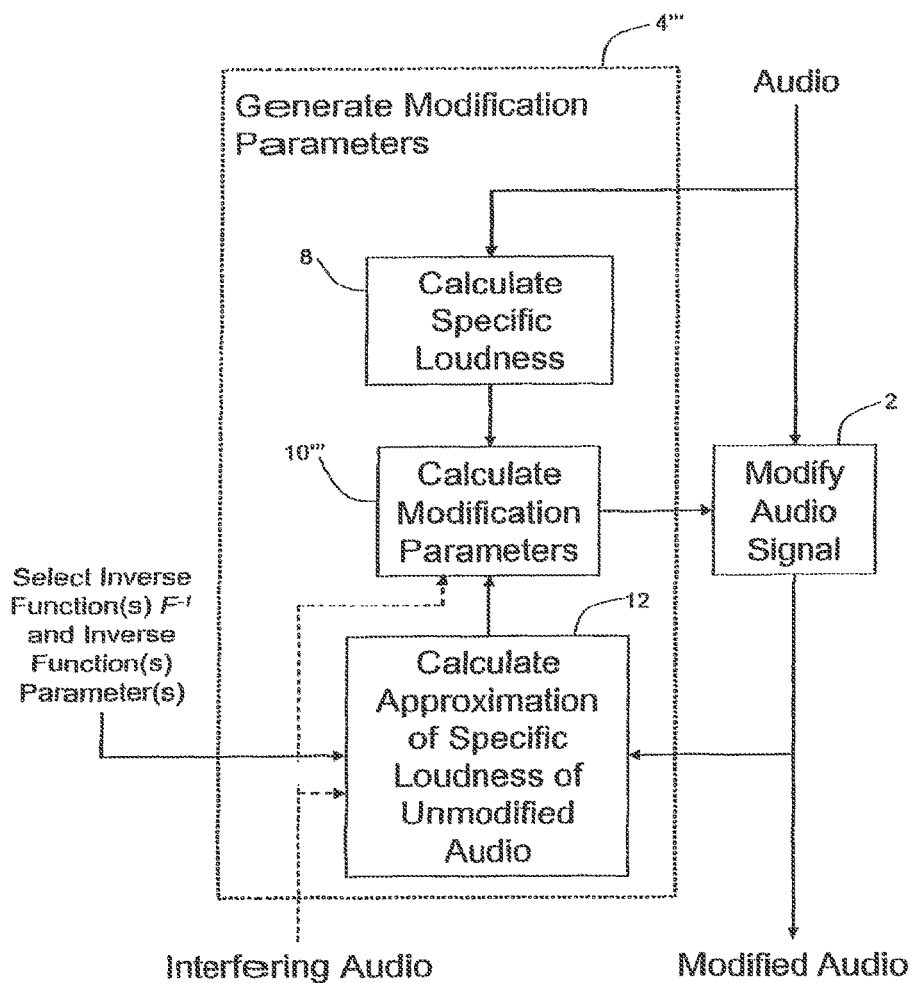 4'''
Audio
Generate Modification
Parameters
8
Calculate
Specific
Loudness
2
10'''
Calculate
Modification
Parameters
Modify
Audio
Signal
Select Inverse
Function(s) F⁻¹
and Inverse
Function(s)
Parameter(s)
12
Calculate
Approximation
of Specific
Loudness of
Unmodified
Audio
Interfering Audio
Modified Audio